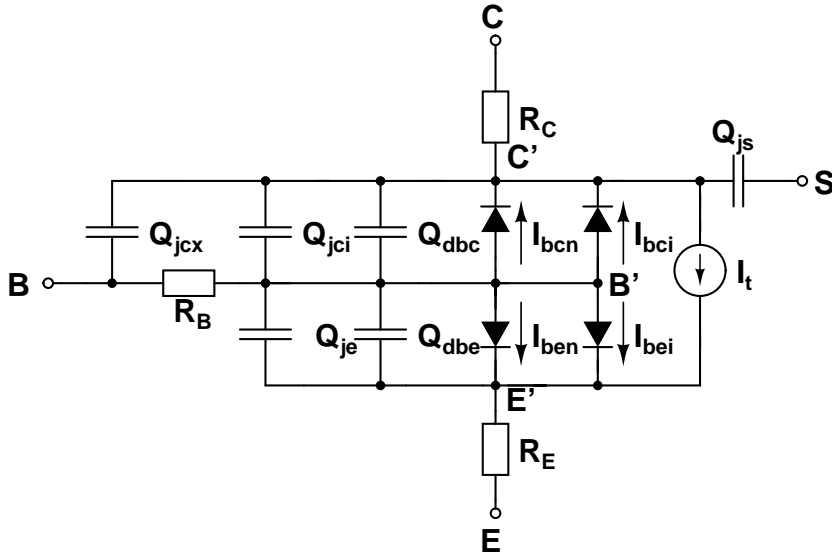 C
R_C
Q_js
C’
S
Q_jcx Q_jci Q_dbc I_bcn I_bci
B
B’ I_t
R_B
Q_je Q_dbe I_ben I_bei
E’
R_E
E